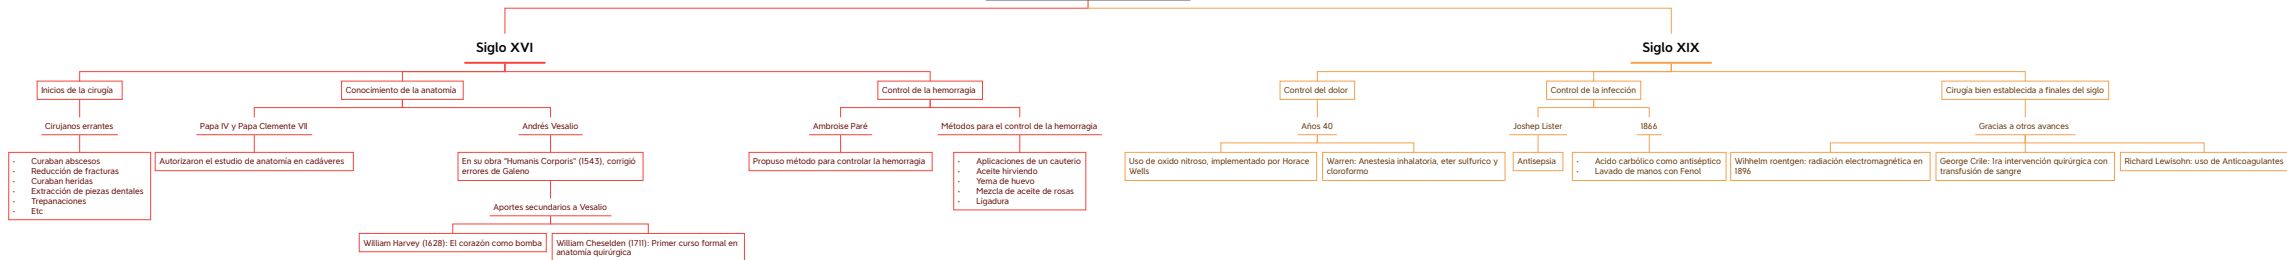 Siglo XVI
Inicios de la cirugía
Cirujanos errantes
· Curaban abscesos
· Reducción de fracturas
· Curaban heridas
· Extracción de piezas dentales
· Trepanaciones
· Etc
Conocimiento de la anatomía
Papa IV y Papa Clemente VII
Autorizaron el estudio de anatomía en cadáveres
Andrés Vesalio
En su obra "Humanis Corporis" (1543), corrigió
errores de Galeno
Aportes secundarios a Vesalio
William Harvey (1628): El corazón como bomba
William Cheselden (1711): Primer curso formal en
anatomía quirúrgica
Control de la hemorragia
Ambroise Paré
Propuso método para controlar la hemorragia
Métodos para el control de la hemorragia
· Aplicaciones de un cauterio
· Aceite hirviendo
· Yema de huevo
· Mezcla de aceite de rosas
· Ligadura
Siglo XIX
Control del dolor
Años 40
Uso de oxido nitroso, implementado por Horace
Wells
Warren: Anestesia inhalatoria, eter sulfurico y
cloroformo
Control de la infección
Joshep Lister
Antisepsia
1866
· Acido carbólico como antiséptico
· Lavado de manos con Fenol
Cirugía bien establecida a finales del siglo
Gracias a otros avances
Wihhelm roentgen: radiación electromagnética en
1896
George Crile: 1ra intervención quirúrgica con
transfusión de sangre
Richard Lewisohn: uso de Anticoagulantes